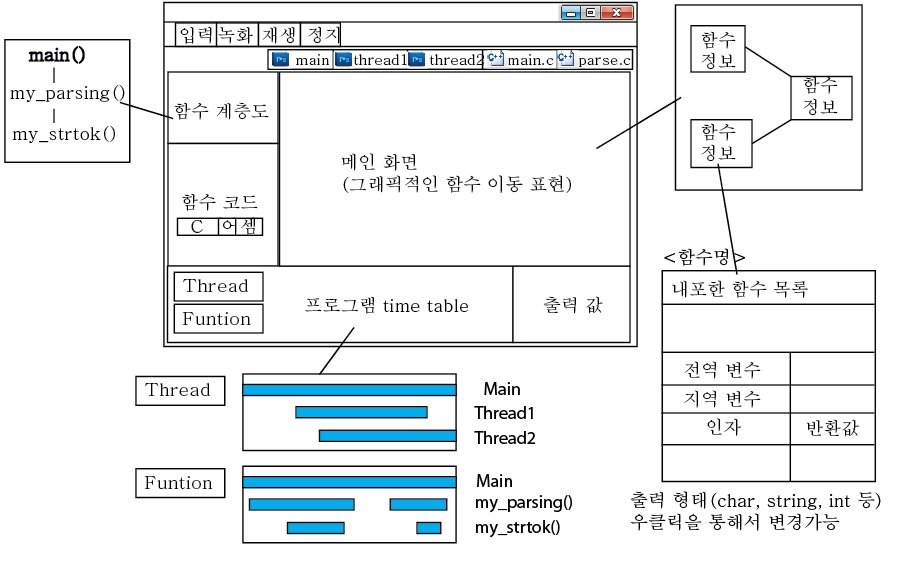 입력 녹화 재생 정지
main thread1 thread2 main.c parse.c
main()
my_parsing()
my_strtok()
함수 계층도
함수 코드
C 어셈
메인 화면
(그래픽적인 함수 이동 표현)
함수
정보
함수
정보
함수
정보
Thread
Funtion
프로그램 time table
출력 값
<함수명>
내포한 함수 목록
전역 변수
지역 변수
인자 반환값
출력 형태(char, string, int 등)
우클릭을 통해서 변경가능
Thread
Main
Thread1
Thread2
Funtion
Main
my_parsing()
my_strtok()